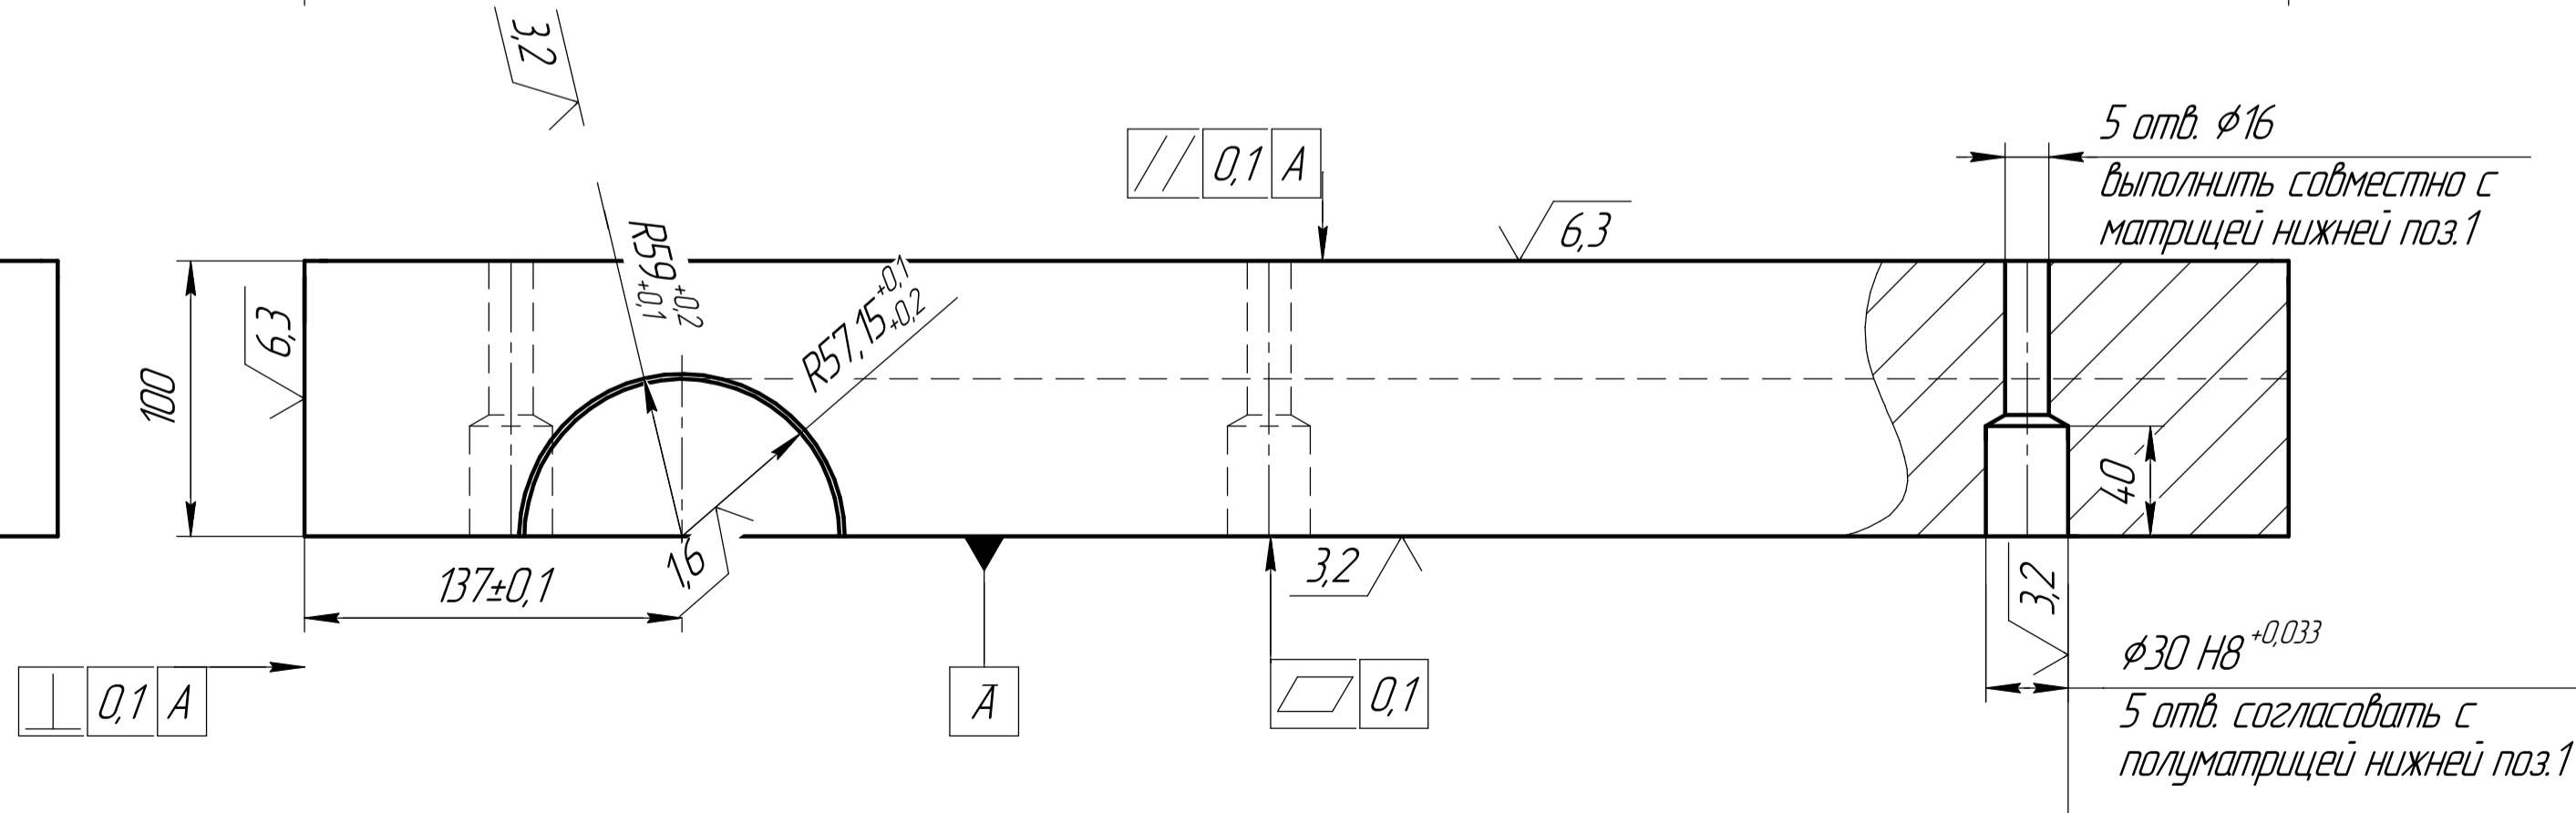 3,2
5 отв. ⌀16
выполнить совместно с
матрицей нижней поз.1
0,1 A
6,3
R59 +0,2 +0,1
R57,15 +0,1 +0,2
6,3
100
40
137±0,1
1,6
3,2
3,2
0,1 A
A
0,1
⌀30 H8 +0,033
5 отв. согласовать с
полуматрицей нижней поз.1